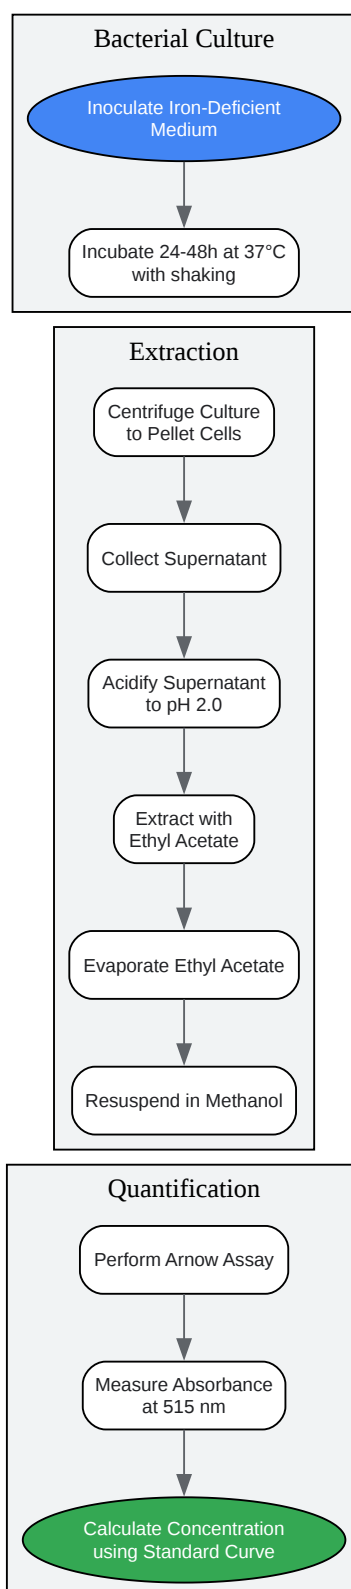 Bacterial Culture
Inoculate Iron-Deficient
Medium
Incubate 24-48h at 37°C
with shaking
Extraction
Centrifuge Culture
to Pellet Cells
Collect Supernatant
Acidify Supernatant
to pH 2.0
Extract with
Ethyl Acetate
Evaporate Ethyl Acetate
Resuspend in Methanol
Quantification
Perform Arnow Assay
Measure Absorbance
at 515 nm
Calculate Concentration
using Standard Curve